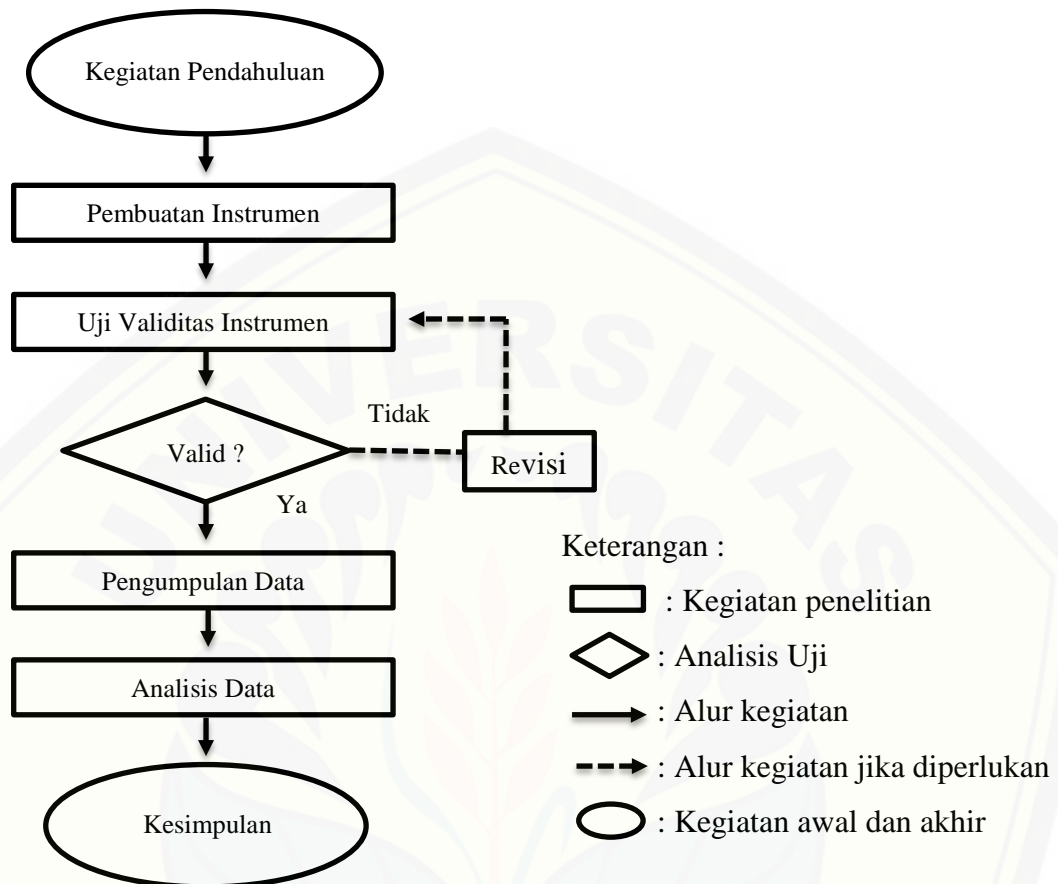 Kegiatan Pendahuluan
Pembuatan Instrumen
Uji Validitas Instrumen
Tidak
Valid ?
Revisi
Ya
Pengumpulan Data
Analisis Data
Kesimpulan
Keterangan :
: Kegiatan penelitian
: Analisis Uji
: Alur kegiatan
: Alur kegiatan jika diperlukan
: Kegiatan awal dan akhir
UNIVERSITAS